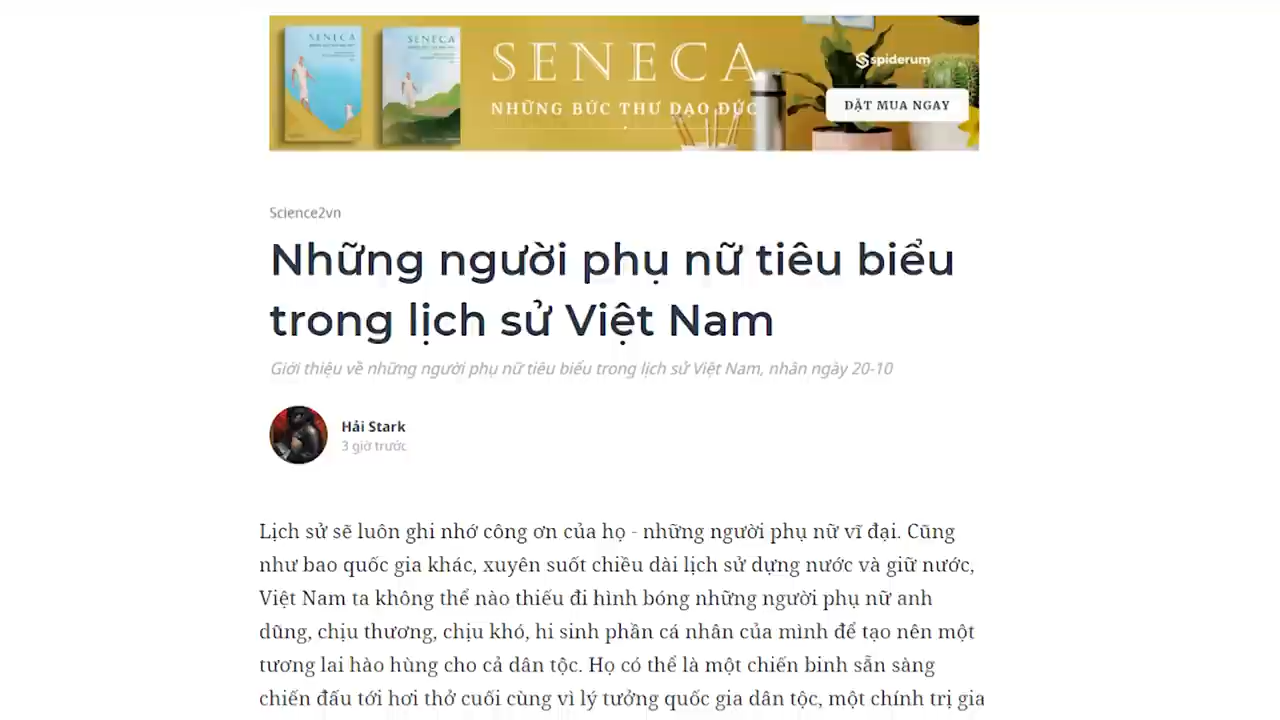 SENECA
SENECA
SENECA
NHỮNG BỨC THƯ ĐẠO ĐỨC
spiderum
ĐẶT MUA NGAY
Science2vn
Những người phụ nữ tiêu biểu
trong lịch sử Việt Nam
Giới thiệu về những người phụ nữ tiêu biểu trong lịch sử Việt Nam, nhân ngày 20-10
Hải Stark
3 giờ trước
Lịch sử sẽ luôn ghi nhớ công ơn của họ - những người phụ nữ vĩ đại. Cũng
như bao quốc gia khác, xuyên suốt chiều dài lịch sử dựng nước và giữ nước,
Việt Nam ta không thể nào thiếu đi hình bóng những người phụ nữ anh
dũng, chịu thương, chịu khó, hi sinh phần cá nhân của mình để tạo nên một
tương lai hào hùng cho cả dân tộc. Họ có thể là một chiến binh sẵn sàng
chiến đấu tới hơi thở cuối cùng vì lý tưởng quốc gia dân tộc, một chính trị gia